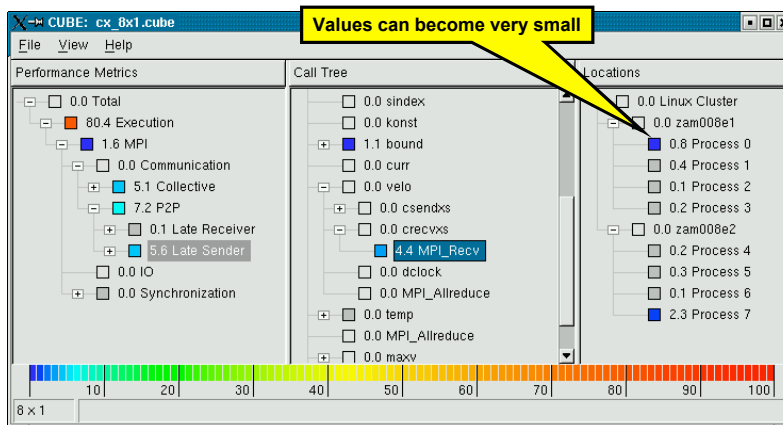 CUBE: cx_8x1.cube
Values can become very small
File View Help
Performance Metrics
0.0 Total
80.4 Execution
1.6 MPI
0.0 Communication
5.1 Collective
7.2 P2P
0.1 Late Receiver
5.6 Late Sender
0.0 IO
0.0 Synchronization
Call Tree
0.0 sindex
0.0 konst
1.1 bound
0.0 curr
0.0 velo
0.0 csendxs
0.0 crecvxs
4.4 MPI_Recv
0.0 dclock
0.0 MPI_Allreduce
0.0 temp
0.0 MPI_Allreduce
0.0 maxv
Locations
0.0 Linux Cluster
0.0 zam008e1
0.8 Process 0
0.4 Process 1
0.1 Process 2
0.2 Process 3
0.0 zam008e2
0.2 Process 4
0.3 Process 5
0.1 Process 6
2.3 Process 7
10 20 30 40 50 60 70 80 90 100
8 x 1